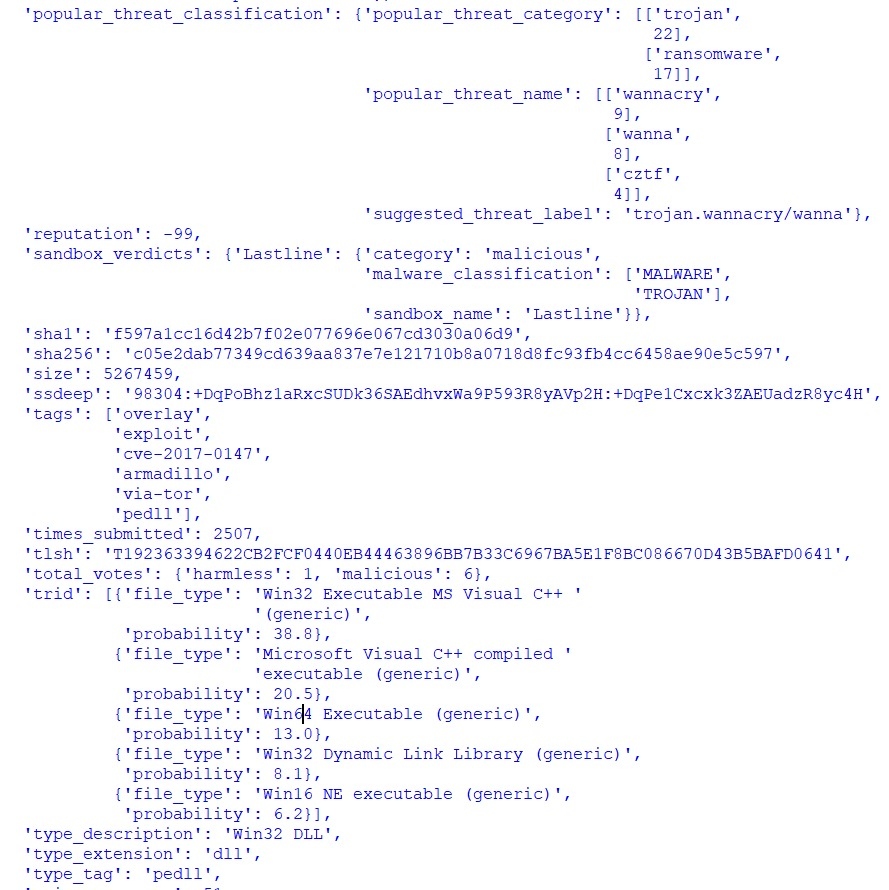 'popular_threat_classification': {'popular_threat_category': [['trojan',
22],
['ransomware',
17]],
'popular_threat_name': [['wannacry',
9],
['wanna',
8],
['cztf',
4]],
'suggested_threat_label': 'trojan.wannacry/wanna'},
'reputation': -99,
'sandbox_verdicts': {'Lastline': {'category': 'malicious',
'malware_classification': ['MALWARE',
'TROJAN'],
'sandbox_name': 'Lastline'}},
'sha1': 'f597a1cc16d42b7f02e077696e067cd3030a06d9',
'sha256': 'c05e2dab77349cd639aa837e7e121710b8a0718d8fc93fb4cc6458ae90e5c597',
'size': 5267459,
'ssdeep': '98304:+DqPoBhz1aRxcSUDk36SAEdhvxWa9P593R8yAVp2H:+DqPe1Cxcxk3ZAEUadzR8yc4H',
'tags': ['overlay',
'exploit',
'cve-2017-0147',
'armadillo',
'via-tor',
'pedll'],
'times_submitted': 2507,
'tlsh': 'T192363394622CB2FCF0440EB44463896BB7B33C6967BA5E1F8BC086670D43B5BAFD0641',
'total_votes': {'harmless': 1, 'malicious': 6},
'trid': [{'file_type': 'Win32 Executable MS Visual C++ '
'(generic)',
'probability': 38.8},
{'file_type': 'Microsoft Visual C++ compiled '
'executable (generic)',
'probability': 20.5},
{'file_type': 'Win64 Executable (generic)',
'probability': 13.0},
{'file_type': 'Win32 Dynamic Link Library (generic)',
'probability': 8.1},
{'file_type': 'Win16 NE executable (generic)',
'probability': 6.2}],
'type_description': 'Win32 DLL',
'type_extension': 'dll',
'type_tag': 'pedll',